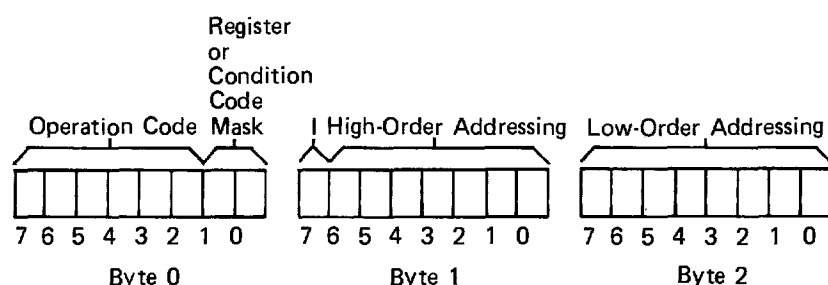 Register
or
Condition
Code
Operation Code Mask I High-Order Addressing Low-Order Addressing
7 6 5 4 3 2 1 0 7 6 5 4 3 2 1 0 7 6 5 4 3 2 1 0
Byte 0 Byte 1 Byte 2